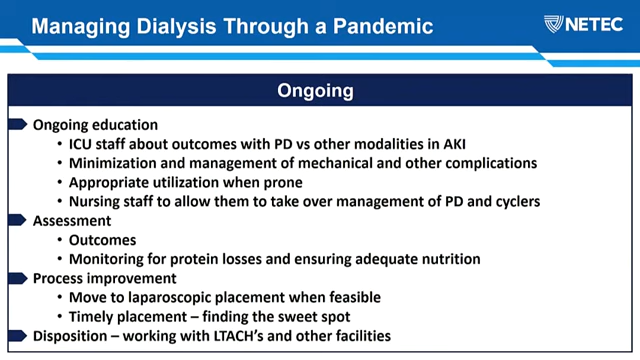 Managing Dialysis Through a Pandemic
NETEC
Ongoing
Ongoing education
• ICU staff about outcomes with PD vs other modalities in AKI
• Minimization and management of mechanical and other complications
• Appropriate utilization when prone
• Nursing staff to allow them to take over management of PD and cyclers
Assessment
• Outcomes
• Monitoring for protein losses and ensuring adequate nutrition
Process improvement
• Move to laparoscopic placement when feasible
• Timely placement – finding the sweet spot
Disposition – working with LTACH's and other facilities